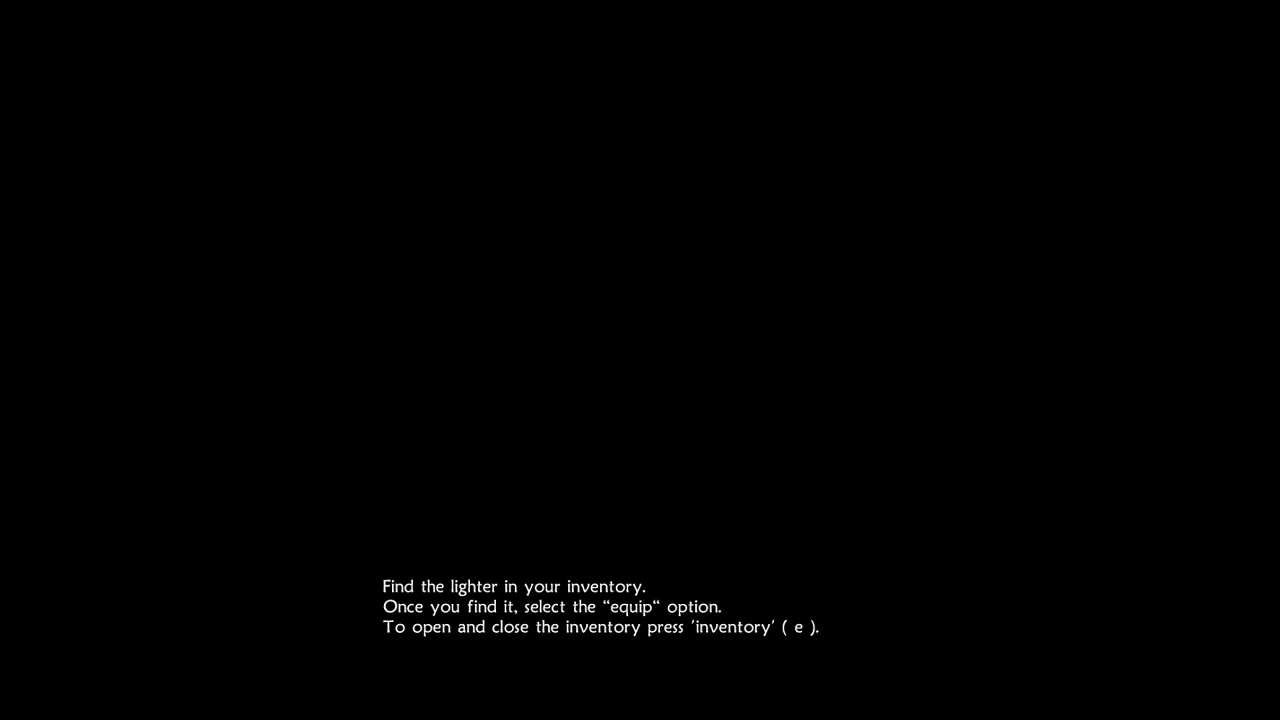 Find the lighter in your inventory.
Once you find it, select the “equip“ option.
To open and close the inventory press 'inventory' ( e ).